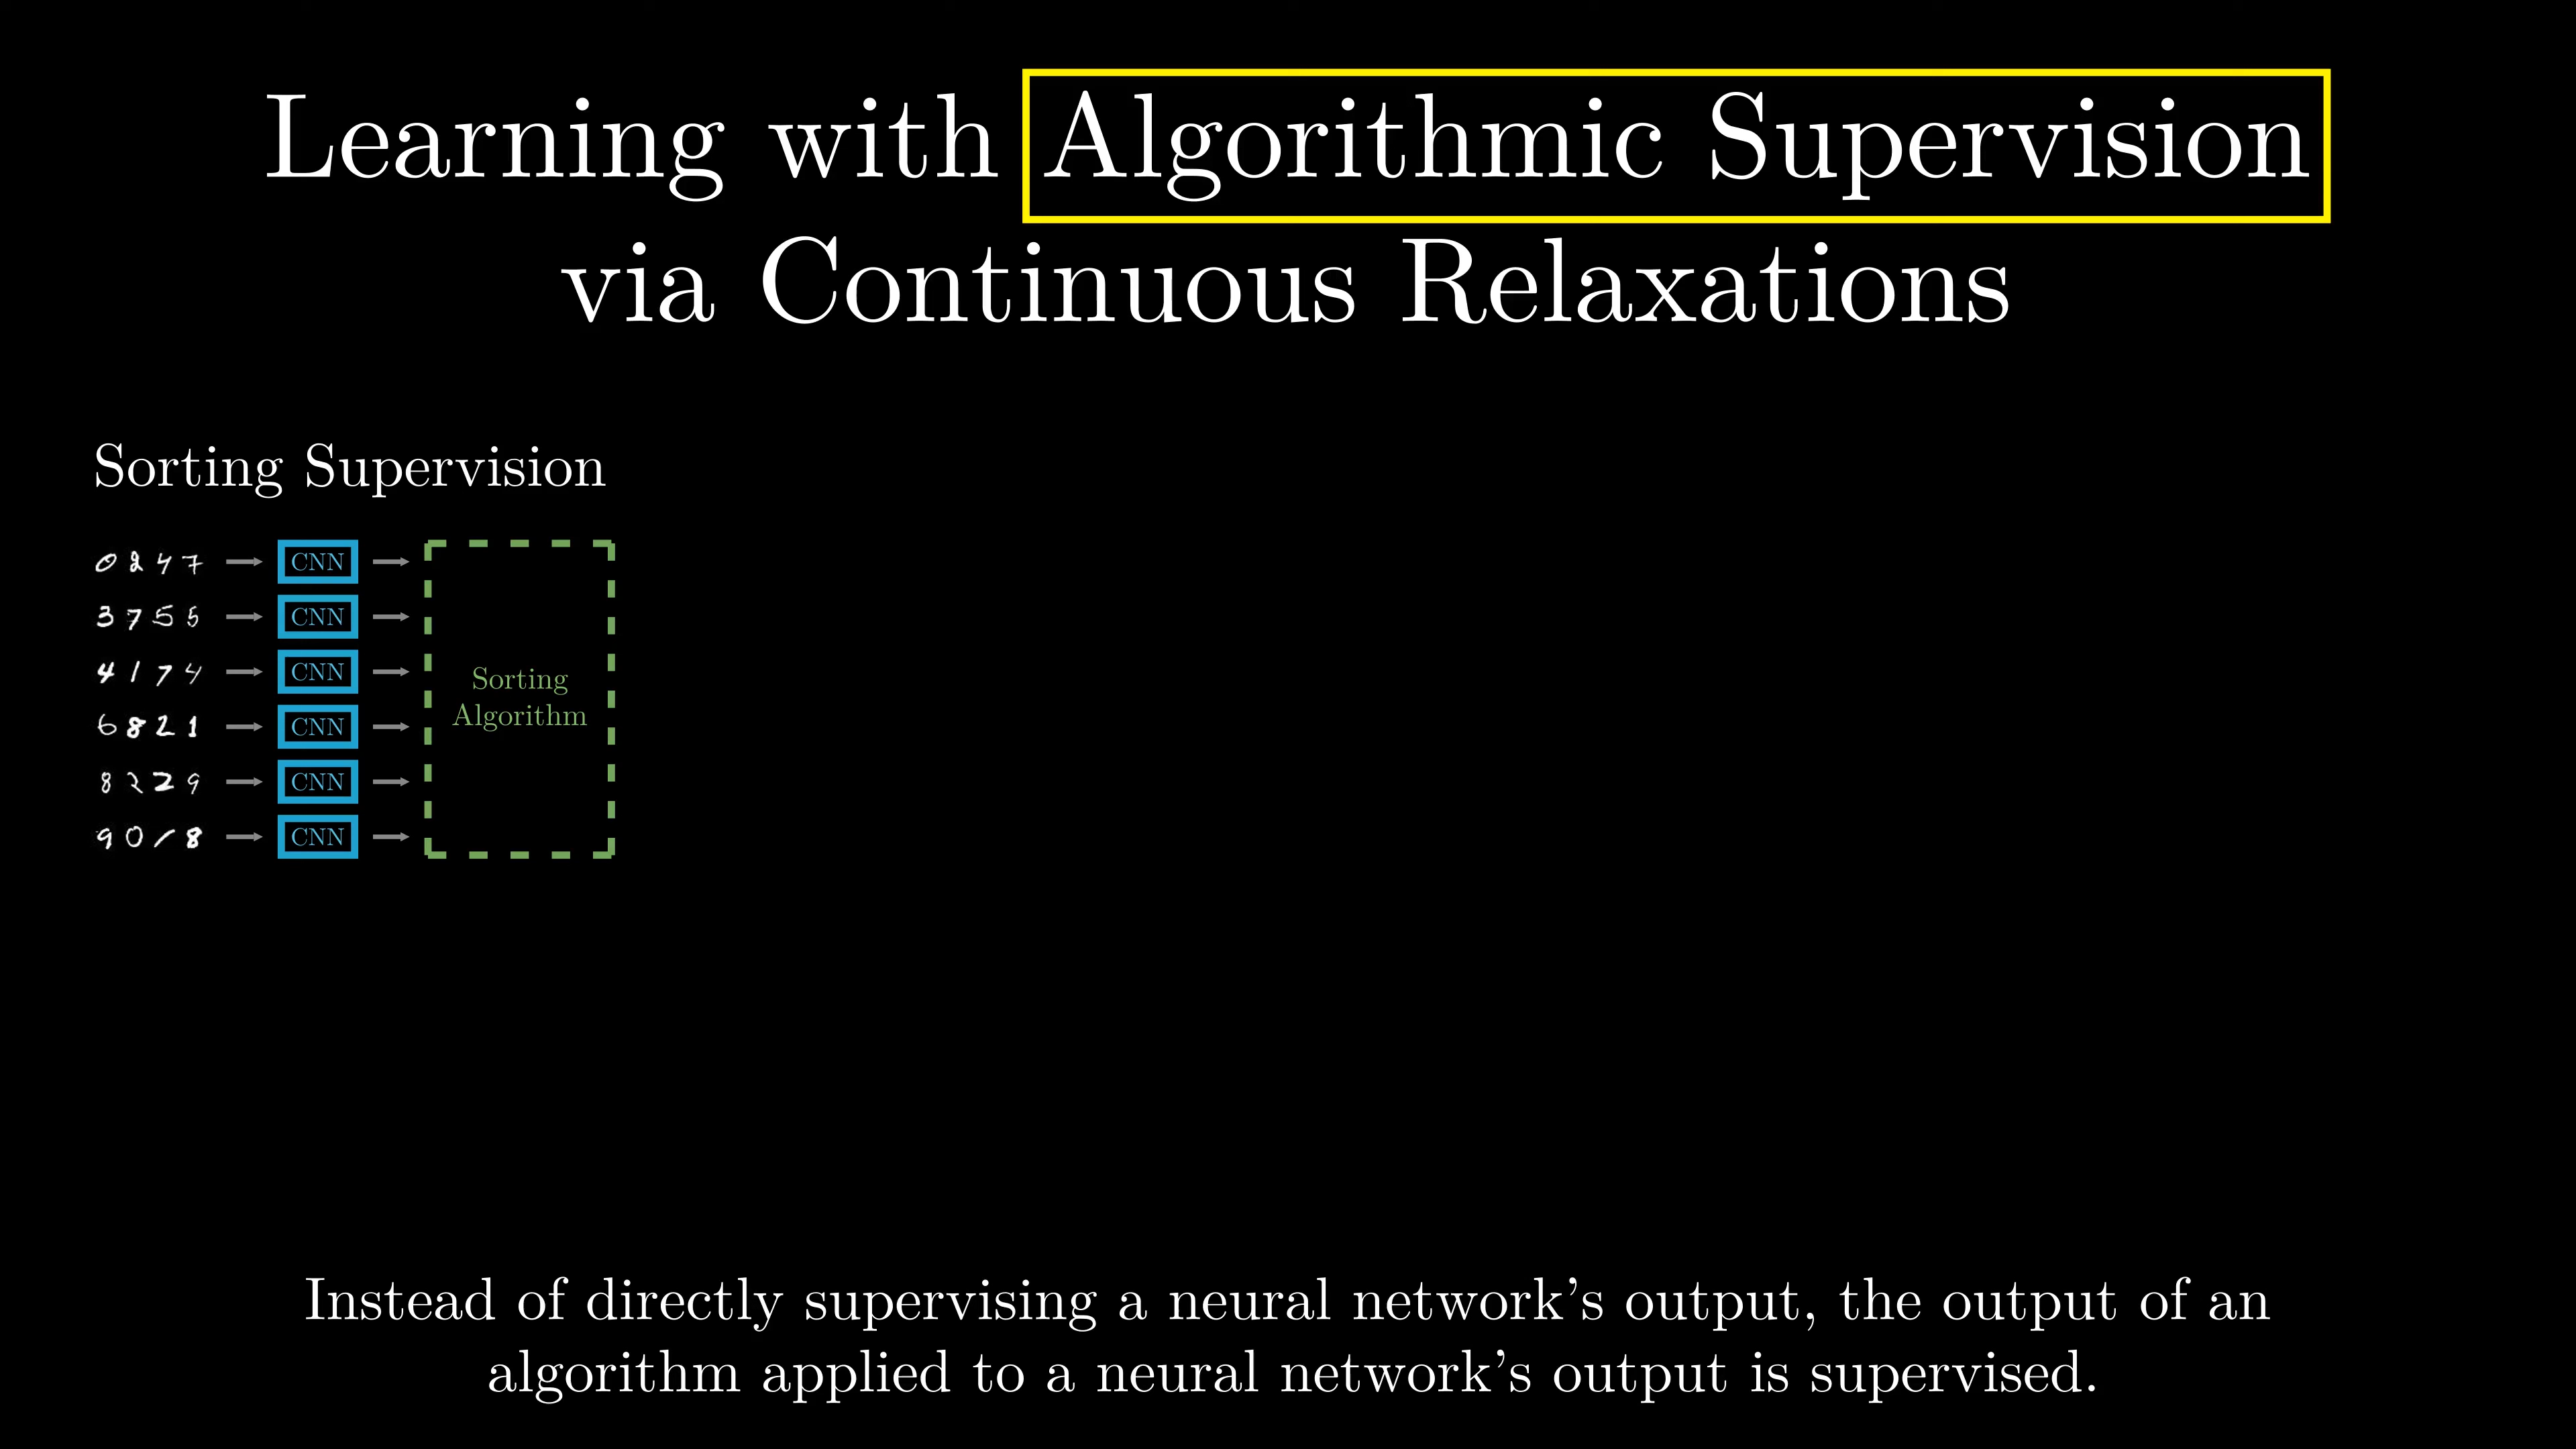 Learning with Algorithmic Supervision
via Continuous Relaxations
Sorting Supervision
0 2 4 7 CNN
3 7 5 5 CNN
4 1 7 4 CNN
Sorting
Algorithm
6 8 2 1 CNN
8 2 2 9 CNN
9 0 1 8 CNN
Instead of directly supervising a neural network's output, the output of an
algorithm applied to a neural network's output is supervised.